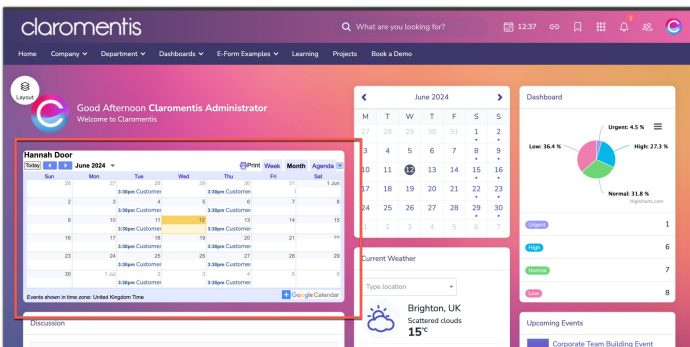 claromentis
What are you looking for?
12:37
1
Home Company Department Dashboards E-Form Examples Learning Projects Book a Demo
Layout
Good Afternoon Claromentis Administrator
Welcome to Claromentis
Hannah Door
Today June 2024 Print Week Month Agenda
Sun Mon Tue Wed Thu Fri Sat
26 27 28 29 30 31 1 Jun
3:30pm Customer 3:30pm Customer
2 3 4 5 6 7 8
3:30pm Customer 3:30pm Customer
9 10 11 12 13 14 15
3:30pm Customer 3:30pm Customer
16 17 18 19 20 21 22
3:30pm Customer 3:30pm Customer
23 24 25 26 27 28 29
3:30pm Customer 3:30pm Customer
30 1 Jul 2 3 4 5 6
3:30pm Customer 3:30pm Customer
Events shown in time zone: United Kingdom Time
GoogleCalendar
Discussion
June 2024
M T W T F S S
27 28 29 30 31 1 2
3 4 5 6 7 8 9
10 11 12 13 14 15 16
17 18 19 20 21 22 23
24 25 26 27 28 29 30
1 2 3 4 5 6 7
Current Weather
Type location
Brighton, UK
Scattered clouds
15°C
Dashboard
Urgent: 4.5 %
Low: 36.4 %
High: 27.3 %
Normal: 31.8 %
Highcharts.com
Urgent 1
High 6
Normal 7
Low 8
Upcoming Events
Corporate Team Building Event